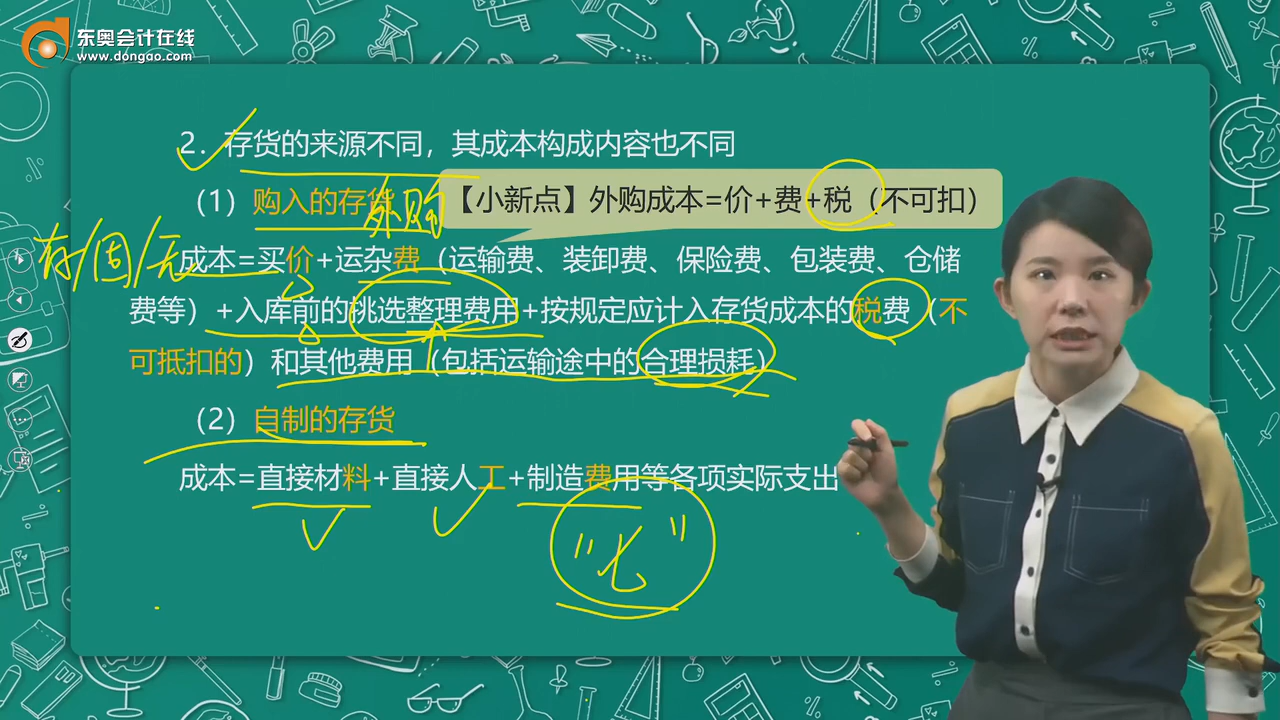 东奥会计在线
www.dongao.com
2．存货的来源不同，其成本构成内容也不同
（1）购入的存货
外购
【小新点】外购成本=价+费+税（不可扣）
存/固/无
成本=买价+运杂费（运输费、装卸费、保险费、包装费、仓储
费等）+入库前的挑选整理费用+按规定应计入存货成本的税费（不
可抵扣的）和其他费用（包括运输途中的合理损耗）
（2）自制的存货
成本=直接材料+直接人工+制造费用等各项实际支出